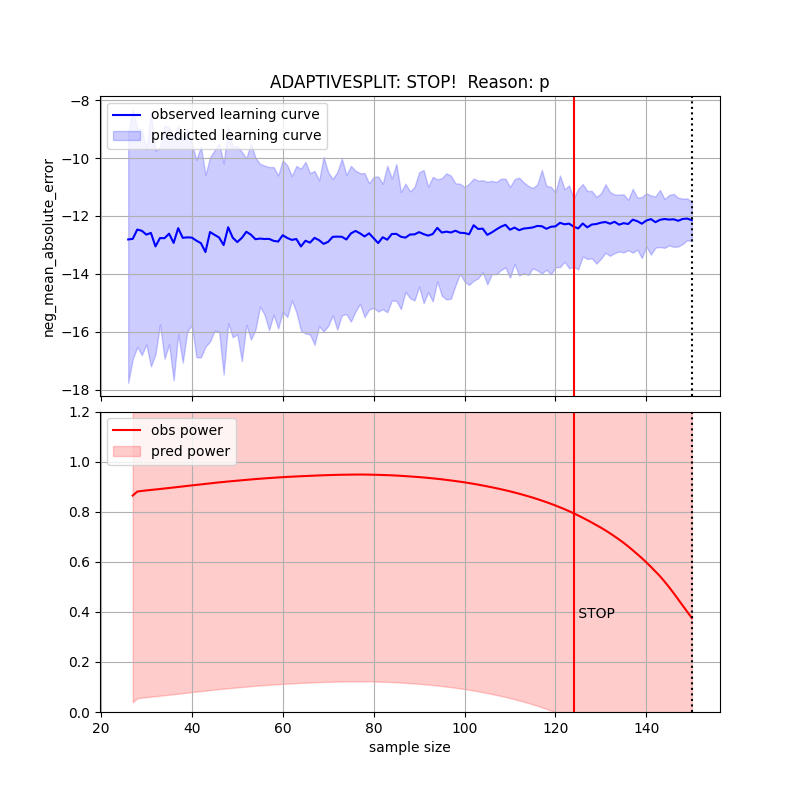 ADAPTIVESPLIT: STOP!  Reason: p
neg_mean_absolute_error
−8
−10
−12
−14
−16
−18
observed learning curve
predicted learning curve
1.2
1.0
0.8
0.6
0.4
0.2
0.0
obs power
pred power
STOP
20
40
60
80
100
120
140
sample size